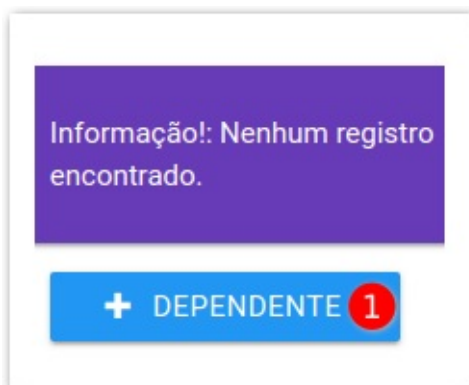 Informação!: Nenhum registro
encontrado.
+ DEPENDENTE 1